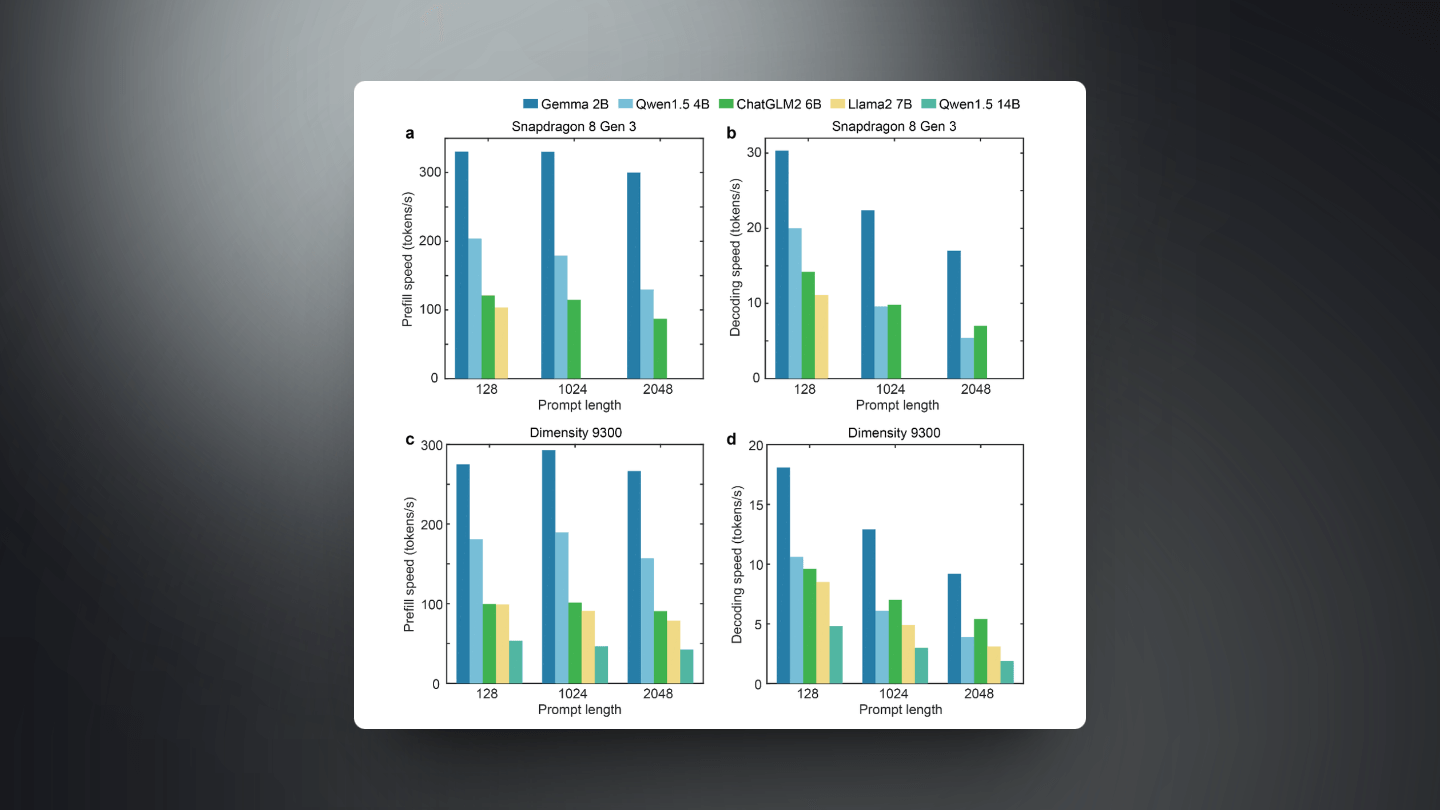 Gemma 2B Qwen1.5 4B ChatGLM2 6B Llama2 7B Qwen1.5 14B
a
Snapdragon 8 Gen 3
Prefill speed (tokens/s)
300
200
100
0
128 1024 2048
Prompt length
b
Snapdragon 8 Gen 3
Decoding speed (tokens/s)
30
20
10
0
128 1024 2048
Prompt length
c
Dimensity 9300
Prefill speed (tokens/s)
300
200
100
0
128 1024 2048
Prompt length
d
Dimensity 9300
Decoding speed (tokens/s)
20
15
10
5
0
128 1024 2048
Prompt length